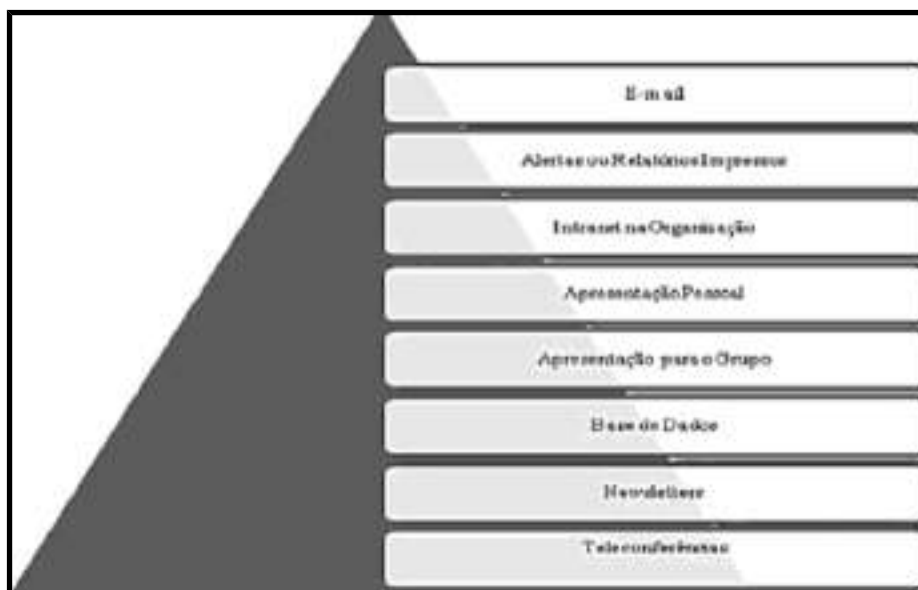 E-mail
Alertas ou Relatórios Impressos
Intranet na Organização
Apresentação Pessoal
Apresentação para o Grupo
Base de Dados
Newsletters
Teleconferências